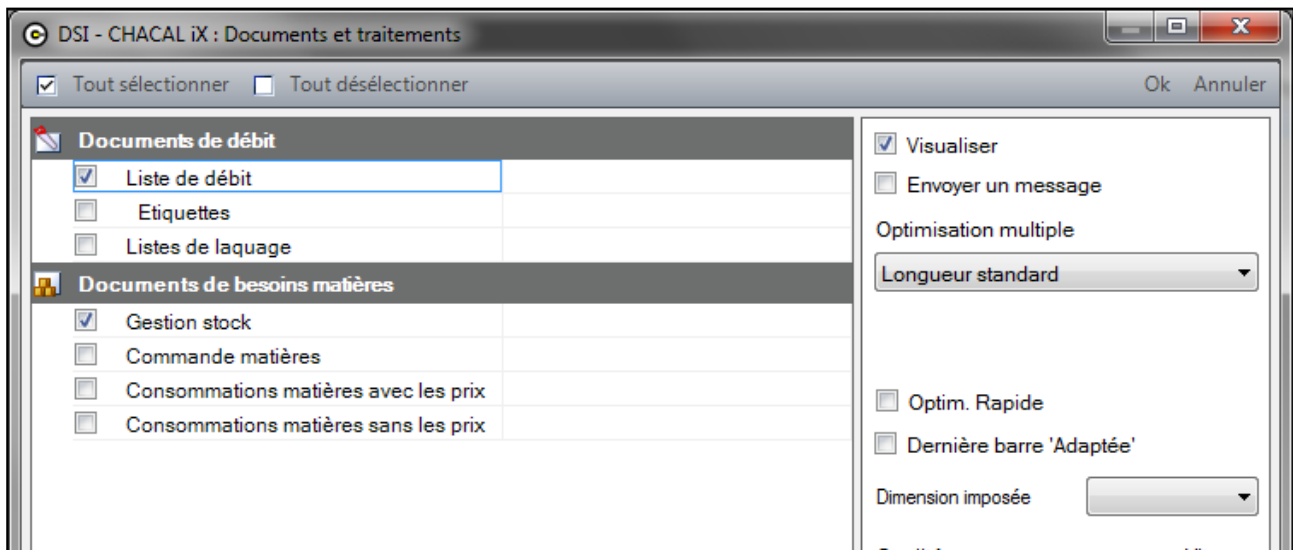 DSI - CHACAL iX : Documents et traitements
Tout sélectionner Tout désélectionner Ok Annuler
Documents de débit
Liste de débit
Etiquettes
Listes de laquage
Documents de besoins matières
Gestion stock
Commande matières
Consommations matières avec les prix
Consommations matières sans les prix
Visualiser
Envoyer un message
Optimisation multiple
Longueur standard
Optim. Rapide
Dernière barre 'Adaptée'
Dimension imposée